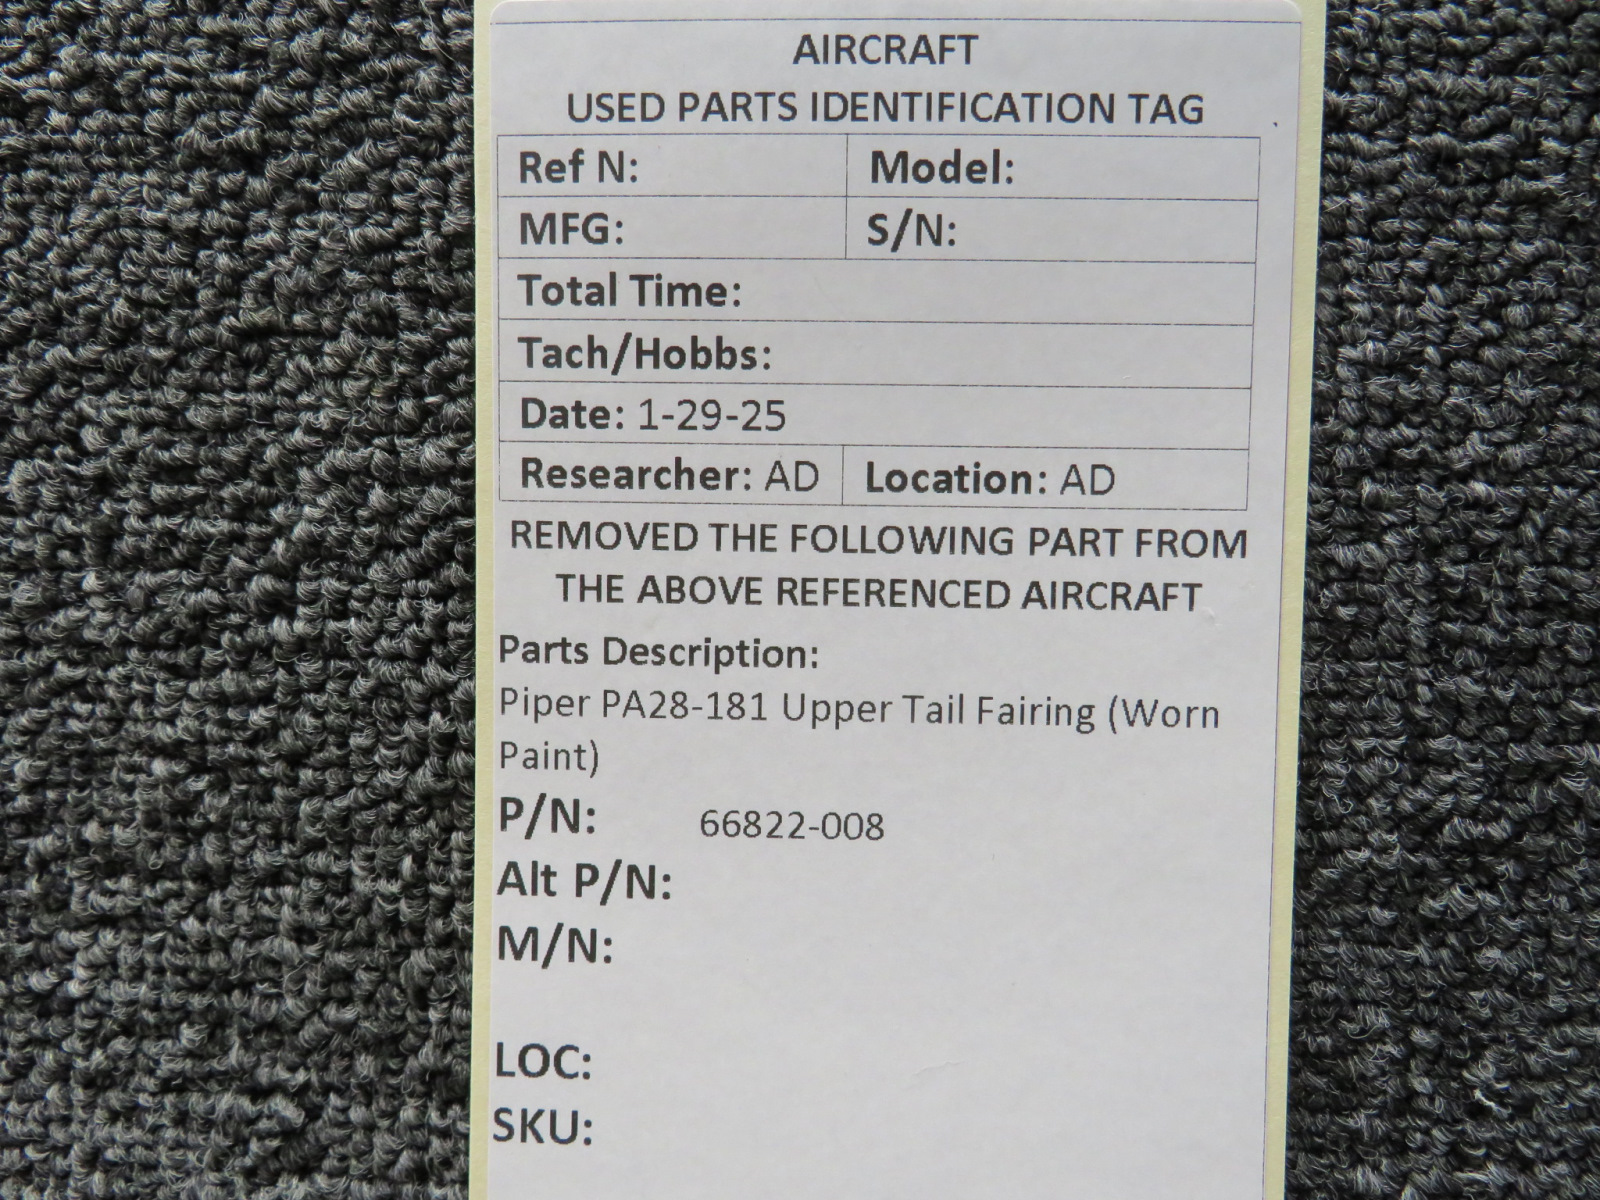 AIRCRAFT
USED PARTS IDENTIFICATION TAG
Ref N: Model:
MFG: S/N:
Total Time:
Tach/Hobbs:
Date: 1-29-25
Researcher: AD Location: AD
REMOVED THE FOLLOWING PART FROM
THE ABOVE REFERENCED AIRCRAFT
Parts Description:
Piper PA28-181 Upper Tail Fairing (Worn
Paint)
P/N: 66822-008
Alt P/N:
M/N:
LOC:
SKU: